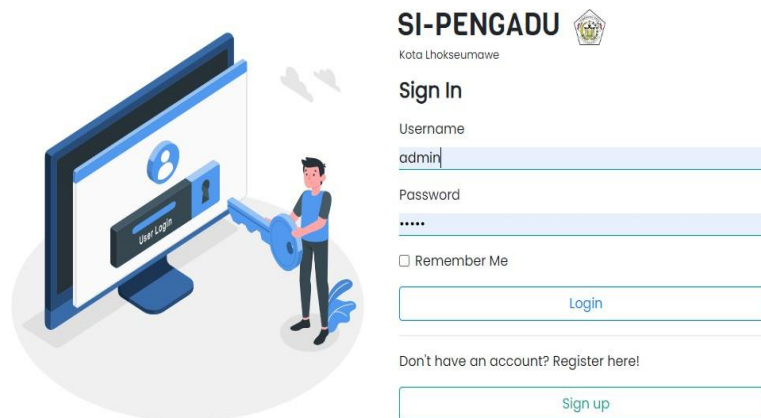 SI-PENGADU
Kota Lhokseumawe
Sign In
Username
admin
Password
•••••
Remember Me
Login
Don't have an account? Register here!
Sign up
User Login